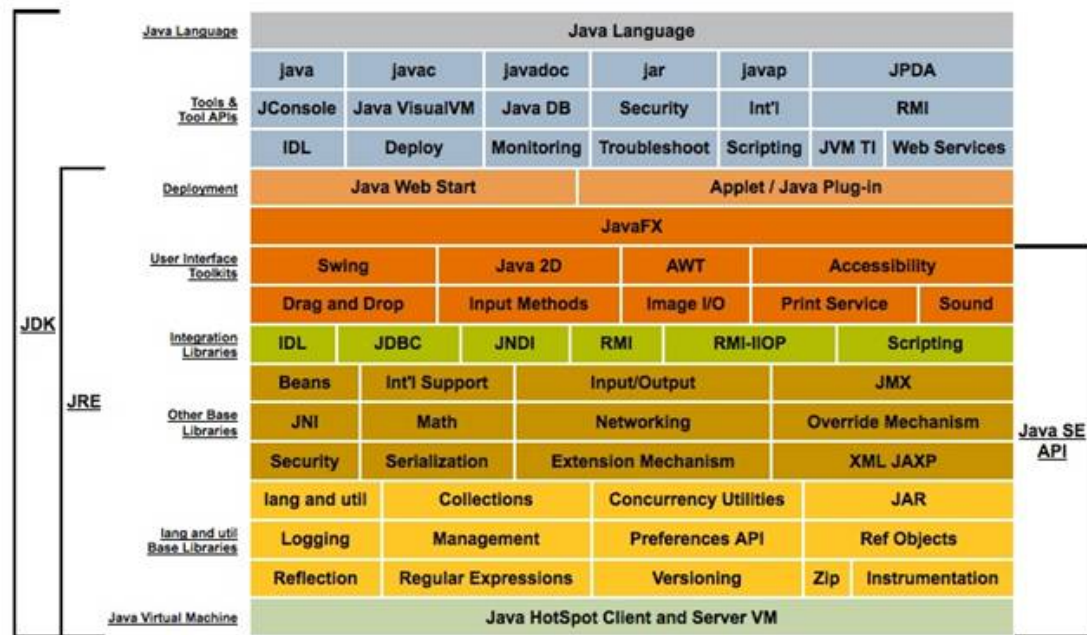 Java Language Java Language
java javac javadoc jar javap JPDA
Tools &
Tool APIs
JConsole Java VisualVM Java DB Security Int'l RMI
IDL Deploy Monitoring Troubleshoot Scripting JVM TI Web Services
Deployment Java Web Start Applet / Java Plug-in
JavaFX
User Interface
Toolkits
Swing Java 2D AWT Accessibility
Drag and Drop Input Methods Image I/O Print Service Sound
JDK
Integration
Libraries
IDL JDBC JNDI RMI RMI-IIOP Scripting
Beans Int'l Support Input/Output JMX
JRE
Other Base
Libraries
JNI Math Networking Override Mechanism
Java SE
API
Security Serialization Extension Mechanism XML JAXP
lang and util Collections Concurrency Utilities JAR
lang and util
Base Libraries
Logging Management Preferences API Ref Objects
Reflection Regular Expressions Versioning Zip Instrumentation
Java Virtual Machine Java HotSpot Client and Server VM